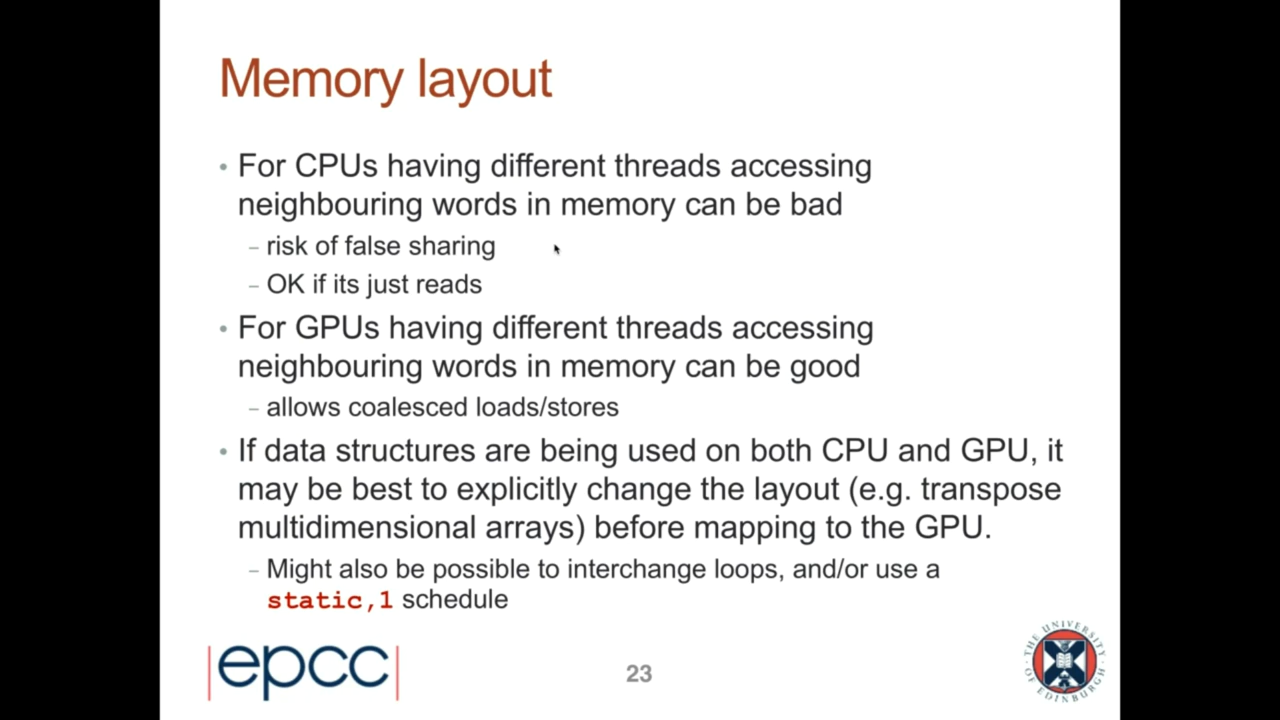 Memory layout
• For CPUs having different threads accessing
neighbouring words in memory can be bad
– risk of false sharing
– OK if its just reads
• For GPUs having different threads accessing
neighbouring words in memory can be good
– allows coalesced loads/stores
• If data structures are being used on both CPU and GPU, it
may be best to explicitly change the layout (e.g. transpose
multidimensional arrays) before mapping to the GPU.
– Might also be possible to interchange loops, and/or use a
static,1 schedule
|epcc|
23
THE UNIVERSITY
OF EDINBURGH